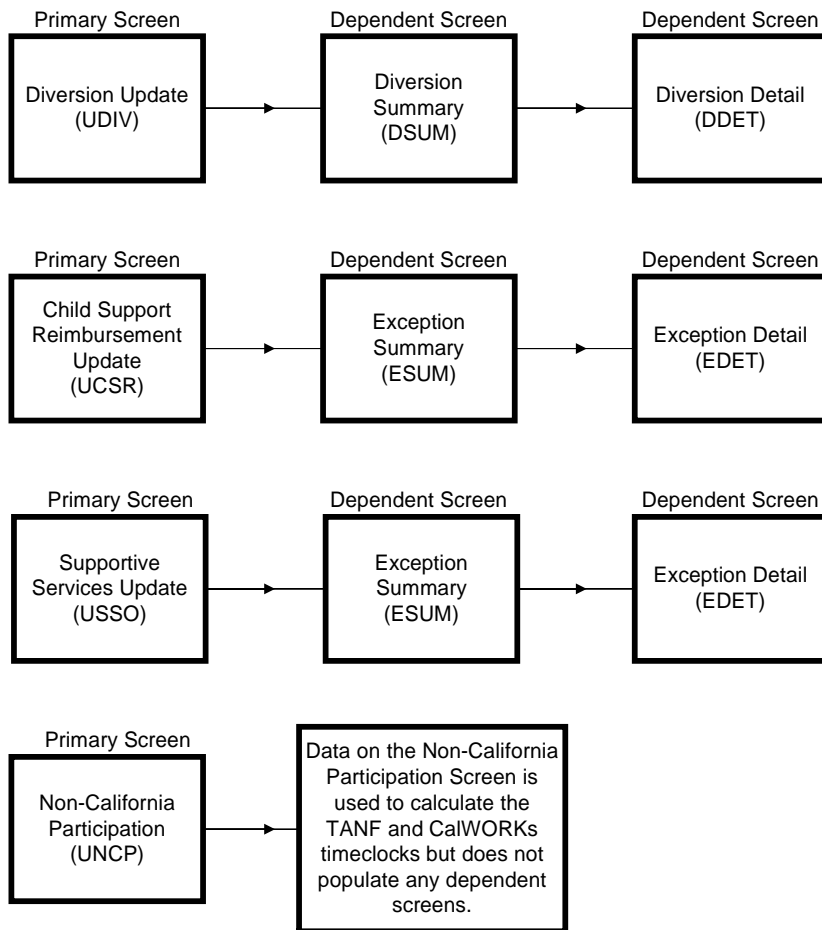 Primary Screen
Diversion Update
(UDIV)
Dependent Screen
Diversion
Summary
(DSUM)
Dependent Screen
Diversion Detail
(DDET)
Primary Screen
Child Support
Reimbursement
Update
(UCSR)
Dependent Screen
Exception
Summary
(ESUM)
Dependent Screen
Exception Detail
(EDET)
Primary Screen
Supportive
Services Update
(USSO)
Dependent Screen
Exception
Summary
(ESUM)
Dependent Screen
Exception Detail
(EDET)
Primary Screen
Non-California
Participation
(UNCP)
Data on the Non-California
Participation Screen is
used to calculate the
TANF and CalWORKs
timeclocks but does not
populate any dependent
screens.